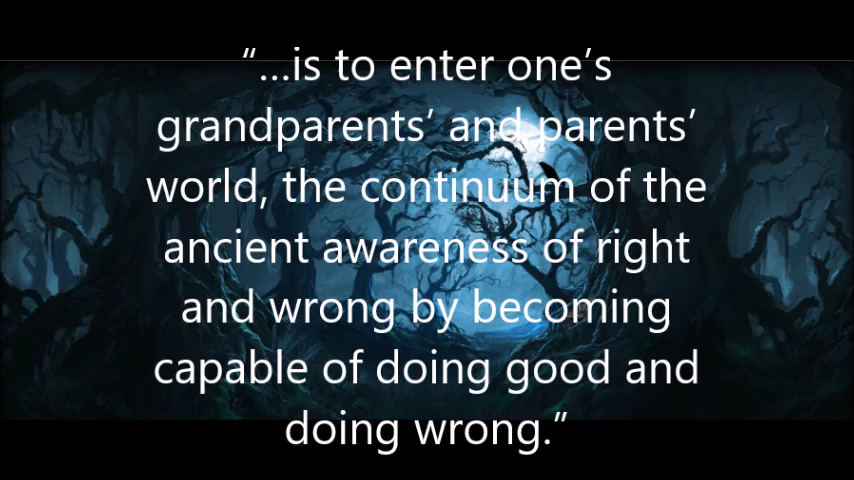 “…is to enter one’s
grandparents’ and parents’
world, the continuum of the
ancient awareness of right
and wrong by becoming
capable of doing good and
doing wrong.”